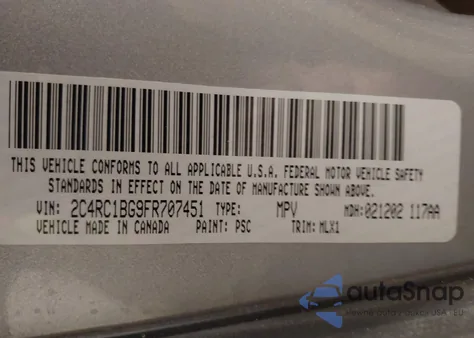 THIS VEHICLE CONFORMS TO ALL APPLICABLE U.S.A. FEDERAL MOTOR VEHICLE SAFETY
STANDARDS IN EFFECT ON THE DATE OF MANUFACTURE SHOWN ABOVE.
VIN: 2C4RC1BG9FR707451 TYPE: MPV MDH:021202 117AA
VEHICLE MADE IN CANADA PAINT: PSC TRIM: MLX1
autoSnap